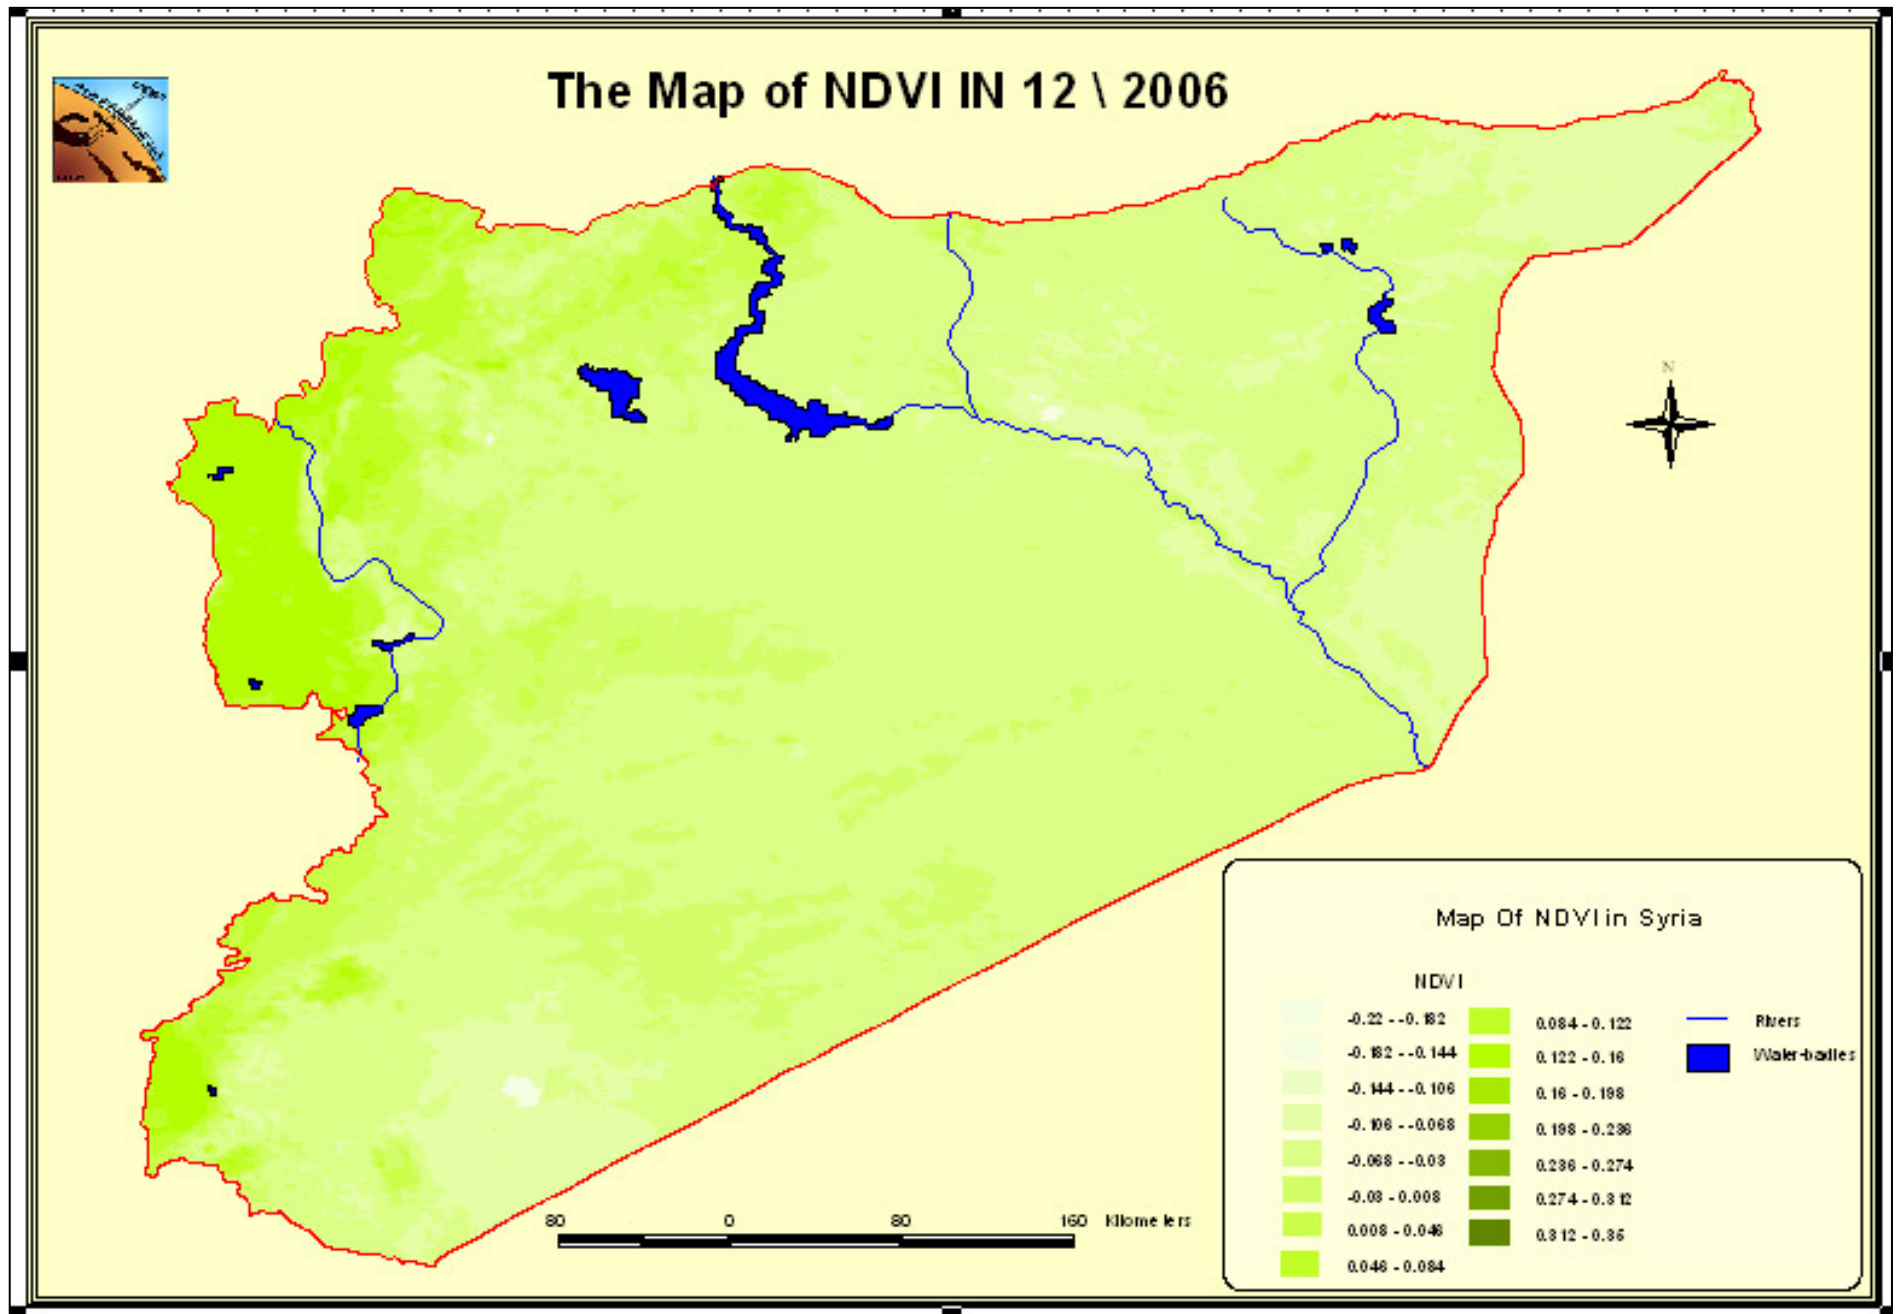 The Map of NDVI IN 12 \ 2006
N
Map Of NDVI in Syria
NDVI
-0.22 - -0.182
-0.182 - -0.144
-0.144 - -0.106
-0.106 - -0.068
-0.068 - -0.03
-0.03 - 0.008
0.008 - 0.046
0.046 - 0.084
0.084 - 0.122
0.122 - 0.16
0.16 - 0.198
0.198 - 0.236
0.236 - 0.274
0.274 - 0.312
0.312 - 0.35
Rivers
Water-badies
80 0 80 160 Kilometers